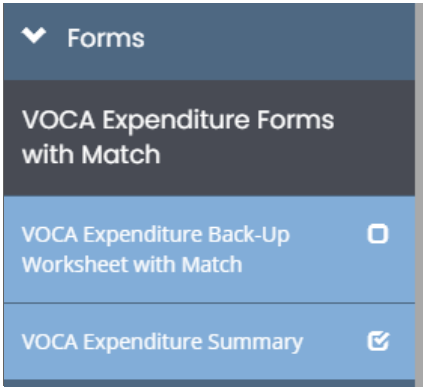 Forms
VOCA Expenditure Forms
with Match
VOCA Expenditure Back-Up
Worksheet with Match
VOCA Expenditure Summary